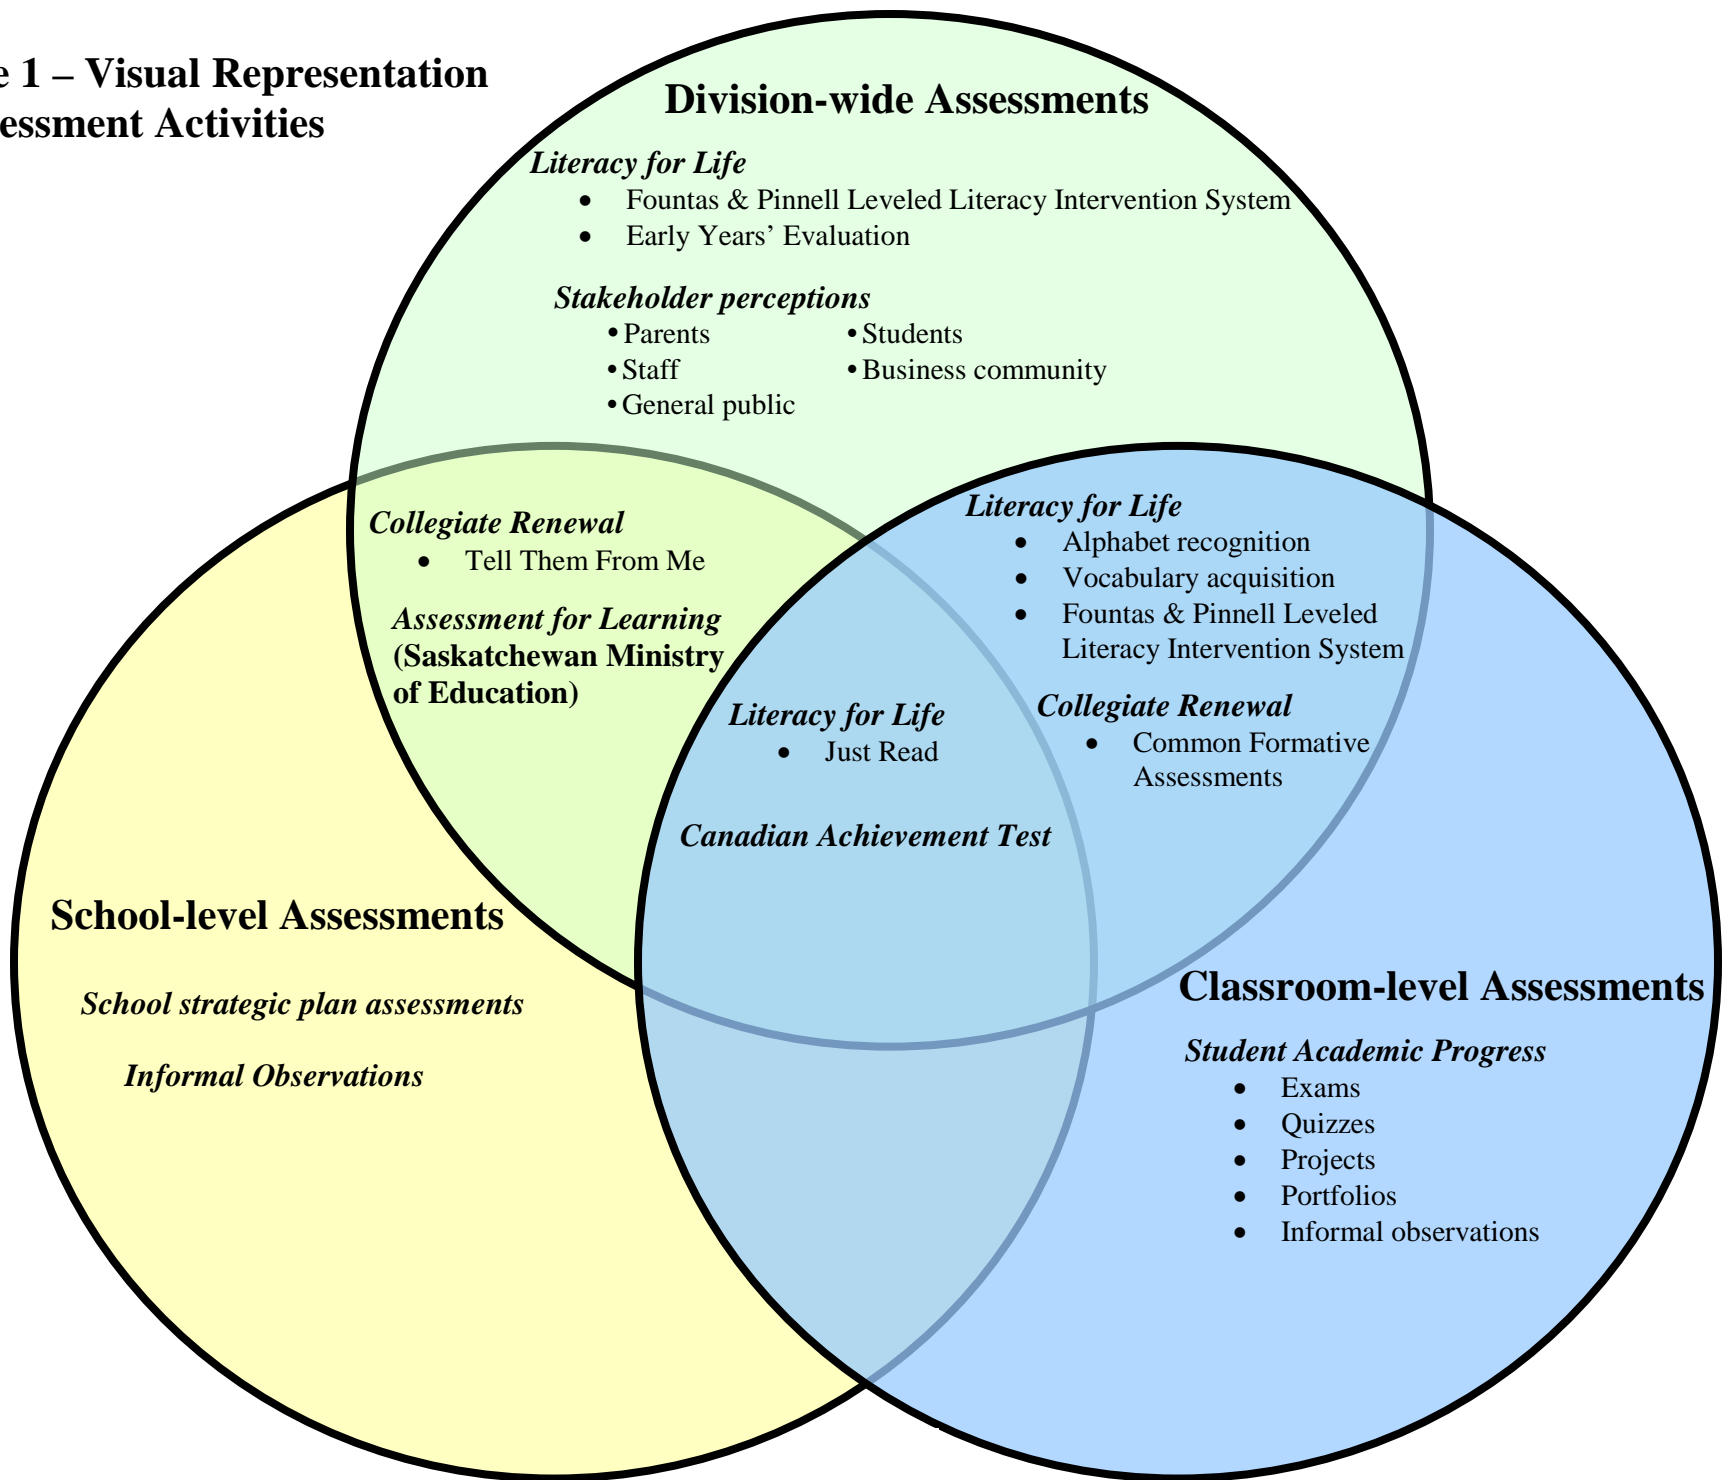 1 – Visual Representation
Activities
Division-wide Assessments
Literacy for Life
• Fountas & Pinnell Leveled Literacy Intervention System
• Early Years’ Evaluation
Stakeholder perceptions
• Parents
• Students
• Staff
• Business community
• General public
Collegiate Renewal
• Tell Them From Me
Assessment for Learning
(Saskatchewan Ministry
of Education)
Literacy for Life
• Alphabet recognition
• Vocabulary acquisition
• Fountas & Pinnell Leveled
Literacy Intervention System
Collegiate Renewal
• Common Formative
Assessments
Literacy for Life
• Just Read
Canadian Achievement Test
School-level Assessments
School strategic plan assessments
Informal Observations
Classroom-level Assessments
Student Academic Progress
• Exams
• Quizzes
• Projects
• Portfolios
• Informal observations